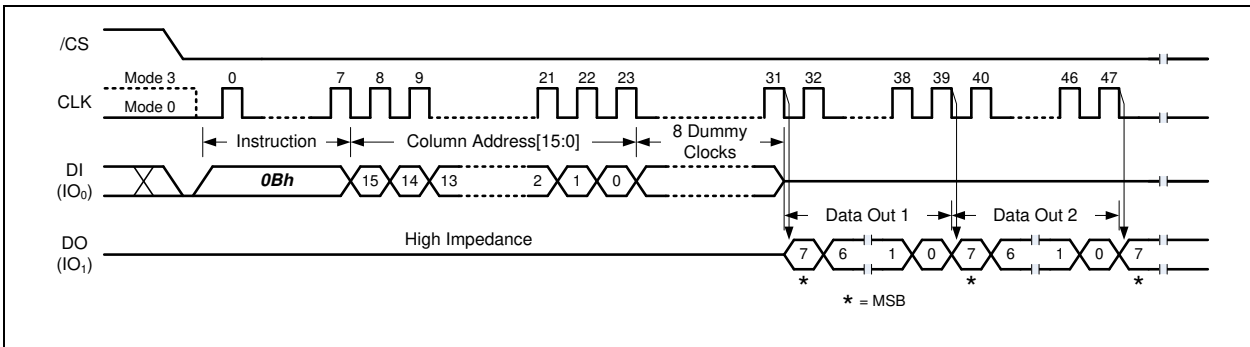 /CS
Mode 3 0 7 8 9 21 22 23 31 32 38 39 40 46 47
CLK
Mode 0
Instruction Column Address[15:0] 8 Dummy Clocks
DI
(IO0)
0Bh 15 14 13 2 1 0
Data Out 1 Data Out 2
DO
(IO1)
High Impedance
7 6 1 0 7 6 1 0 7
* * *
* = MSB